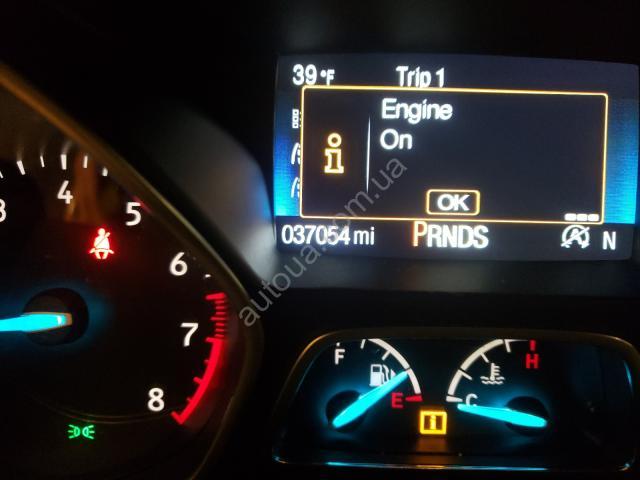 39°F Trip 1
Engine
On
i
OK
037054 mi PRNDS N
3 4 5 6 7 8
F E
C H
i
autoua.com.ua